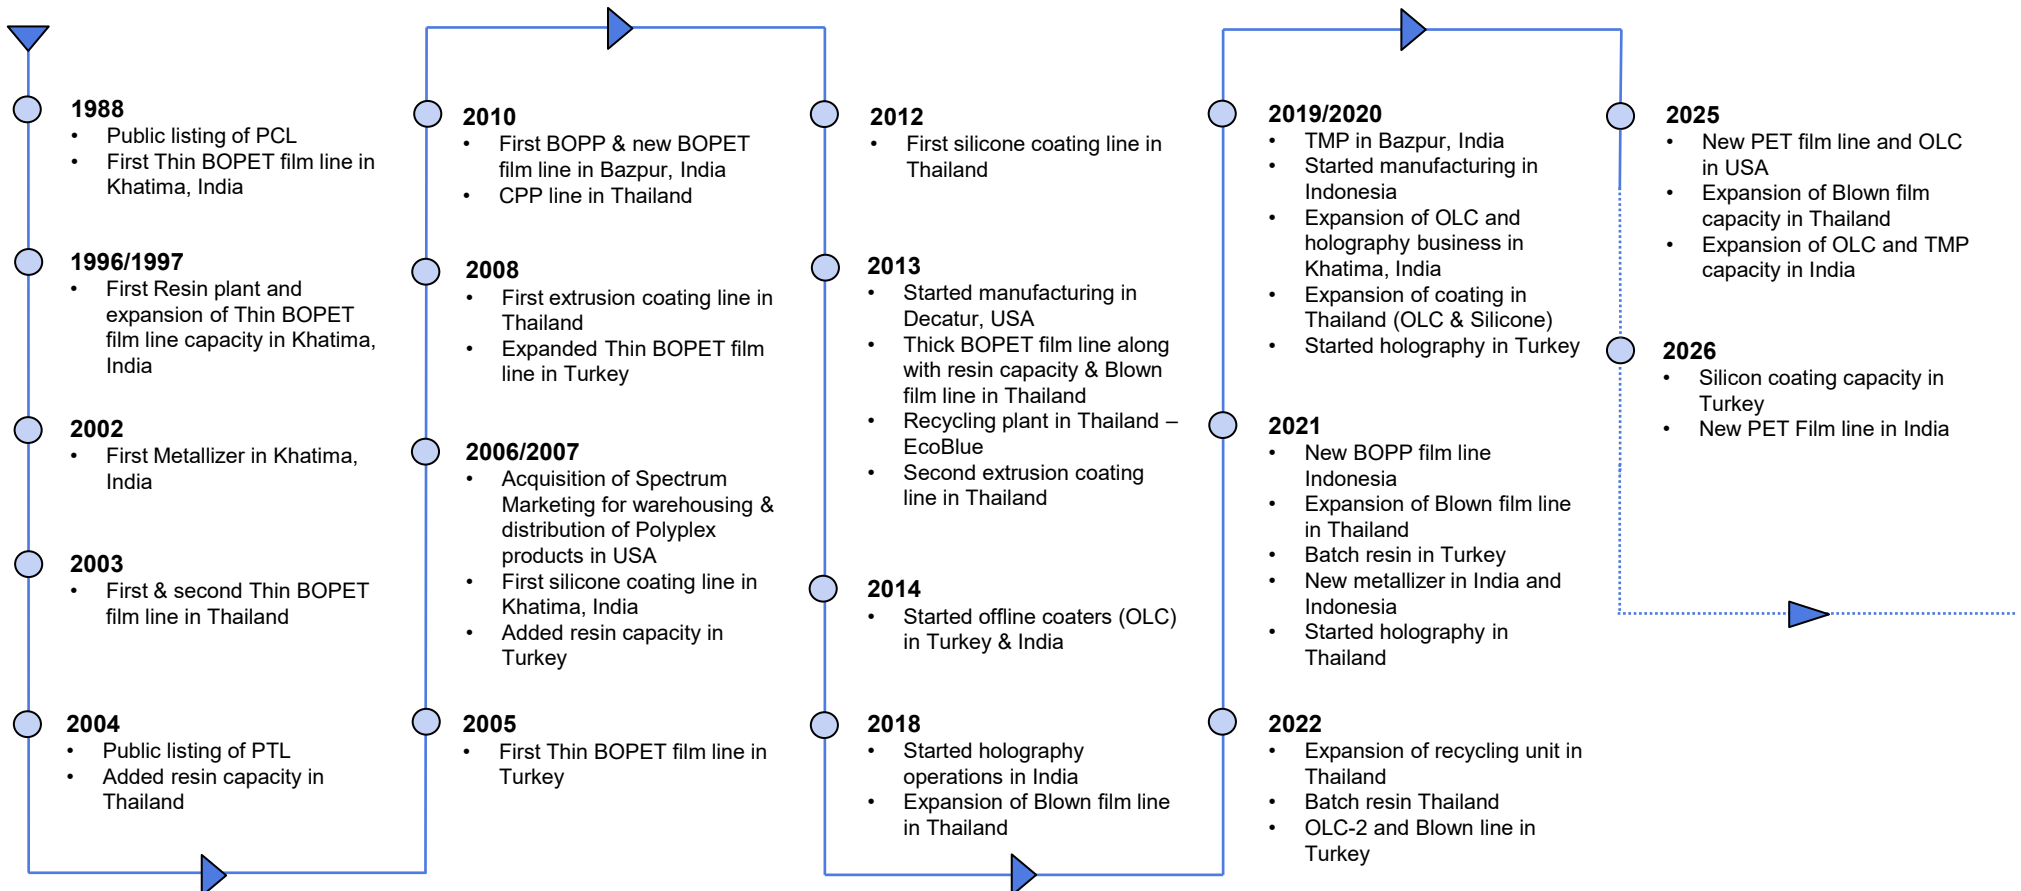 1988
• Public listing of PCL
• First Thin BOPET film line in
Khatima, India
1996/1997
• First Resin plant and
expansion of Thin BOPET
film line capacity in Khatima,
India
2002
• First Metallizer in Khatima,
India
2003
• First & second Thin BOPET
film line in Thailand
2004
• Public listing of PTL
• Added resin capacity in
Thailand
2010
• First BOPP & new BOPET
film line in Bazpur, India
• CPP line in Thailand
2008
• First extrusion coating line in
Thailand
• Expanded Thin BOPET film
line in Turkey
2006/2007
• Acquisition of Spectrum
Marketing for warehousing &
distribution of Polyplex
products in USA
• First silicone coating line in
Khatima, India
• Added resin capacity in
Turkey
2005
• First Thin BOPET film line in
Turkey
2012
• First silicone coating line in
Thailand
2013
• Started manufacturing in
Decatur, USA
• Thick BOPET film line along
with resin capacity & Blown
film line in Thailand
• Recycling plant in Thailand –
EcoBlue
• Second extrusion coating
line in Thailand
2014
• Started offline coaters (OLC)
in Turkey & India
2018
• Started holography
operations in India
• Expansion of Blown film line
in Thailand
2019/2020
• TMP in Bazpur, India
• Started manufacturing in
Indonesia
• Expansion of OLC and
holography business in
Khatima, India
• Expansion of coating in
Thailand (OLC & Silicone)
• Started holography in Turkey
2021
• New BOPP film line
Indonesia
• Expansion of Blown film line
in Thailand
• Batch resin in Turkey
• New metallizer in India and
Indonesia
• Started holography in
Thailand
2022
• Expansion of recycling unit in
Thailand
• Batch resin Thailand
• OLC-2 and Blown line in
Turkey
2025
• New PET film line and OLC
in USA
• Expansion of Blown film
capacity in Thailand
• Expansion of OLC and TMP
capacity in India
2026
• Silicon coating capacity in
Turkey
• New PET Film line in India